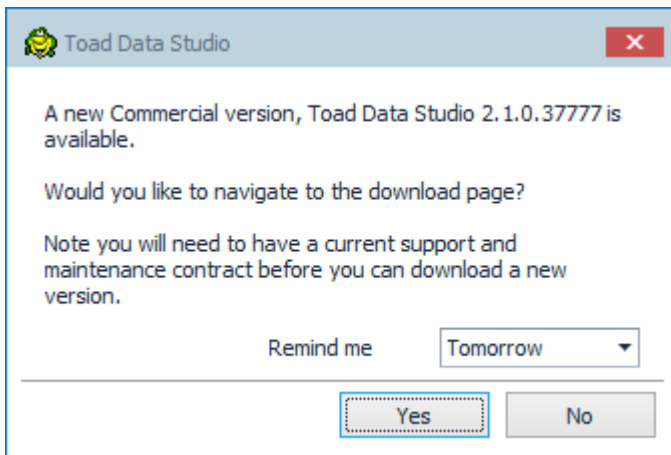 Toad Data Studio
A new Commercial version, Toad Data Studio 2.1.0.37777 is
available.
Would you like to navigate to the download page?
Note you will need to have a current support and
maintenance contract before you can download a new
version.
Remind me Tomorrow
Yes No